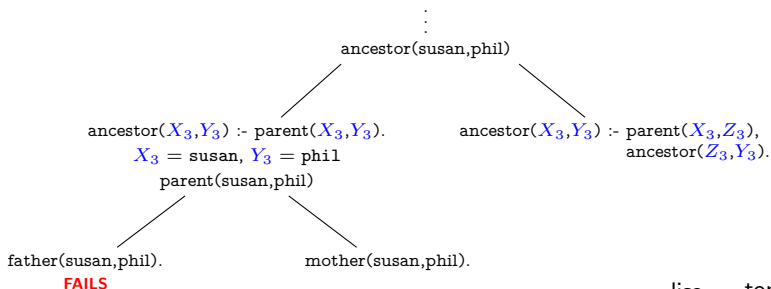 ancestor(susan,phil)
ancestor(X₃,Y₃) :- parent(X₃,Y₃).
X₃ = susan, Y₃ = phil
parent(susan,phil)
ancestor(X₃,Y₃) :- parent(X₃,Z₃),
ancestor(Z₃,Y₃).
father(susan,phil).
FAILS
mother(susan,phil).